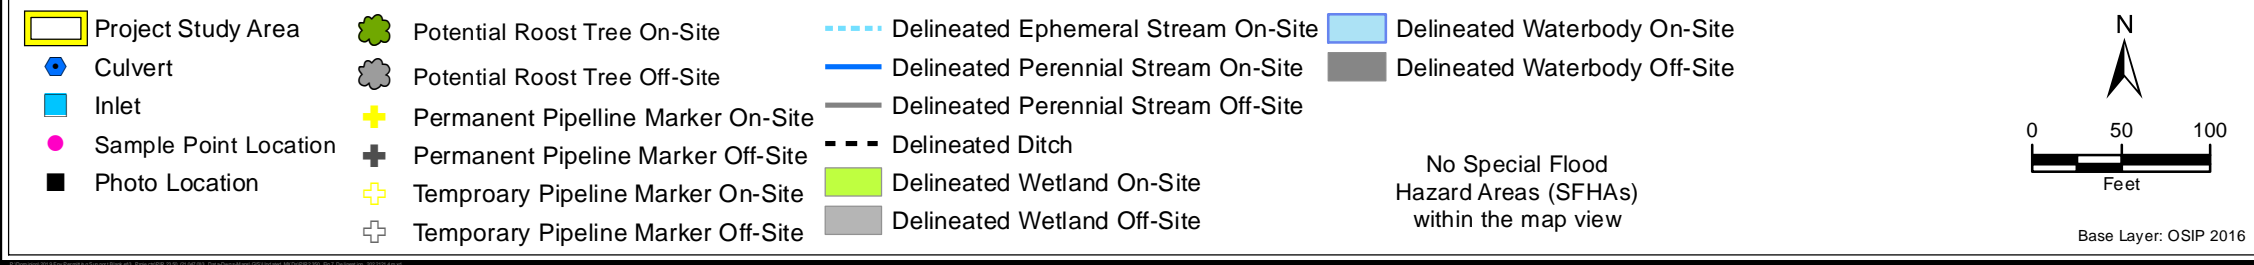 Project Study Area
Culvert
Inlet
Sample Point Location
Photo Location
Potential Roost Tree On-Site
Potential Roost Tree Off-Site
Permanent Pipelline Marker On-Site
Permanent Pipeline Marker Off-Site
Temproary Pipeline Marker On-Site
Temporary Pipeline Marker Off-Site
Delineated Ephemeral Stream On-Site
Delineated Perennial Stream On-Site
Delineated Perennial Stream Off-Site
Delineated Ditch
Delineated Wetland On-Site
Delineated Wetland Off-Site
Delineated Waterbody On-Site
Delineated Waterbody Off-Site
No Special Flood
Hazard Areas (SFHAs)
within the map view
N
0 50 100
Feet
Base Layer: OSIP 2016